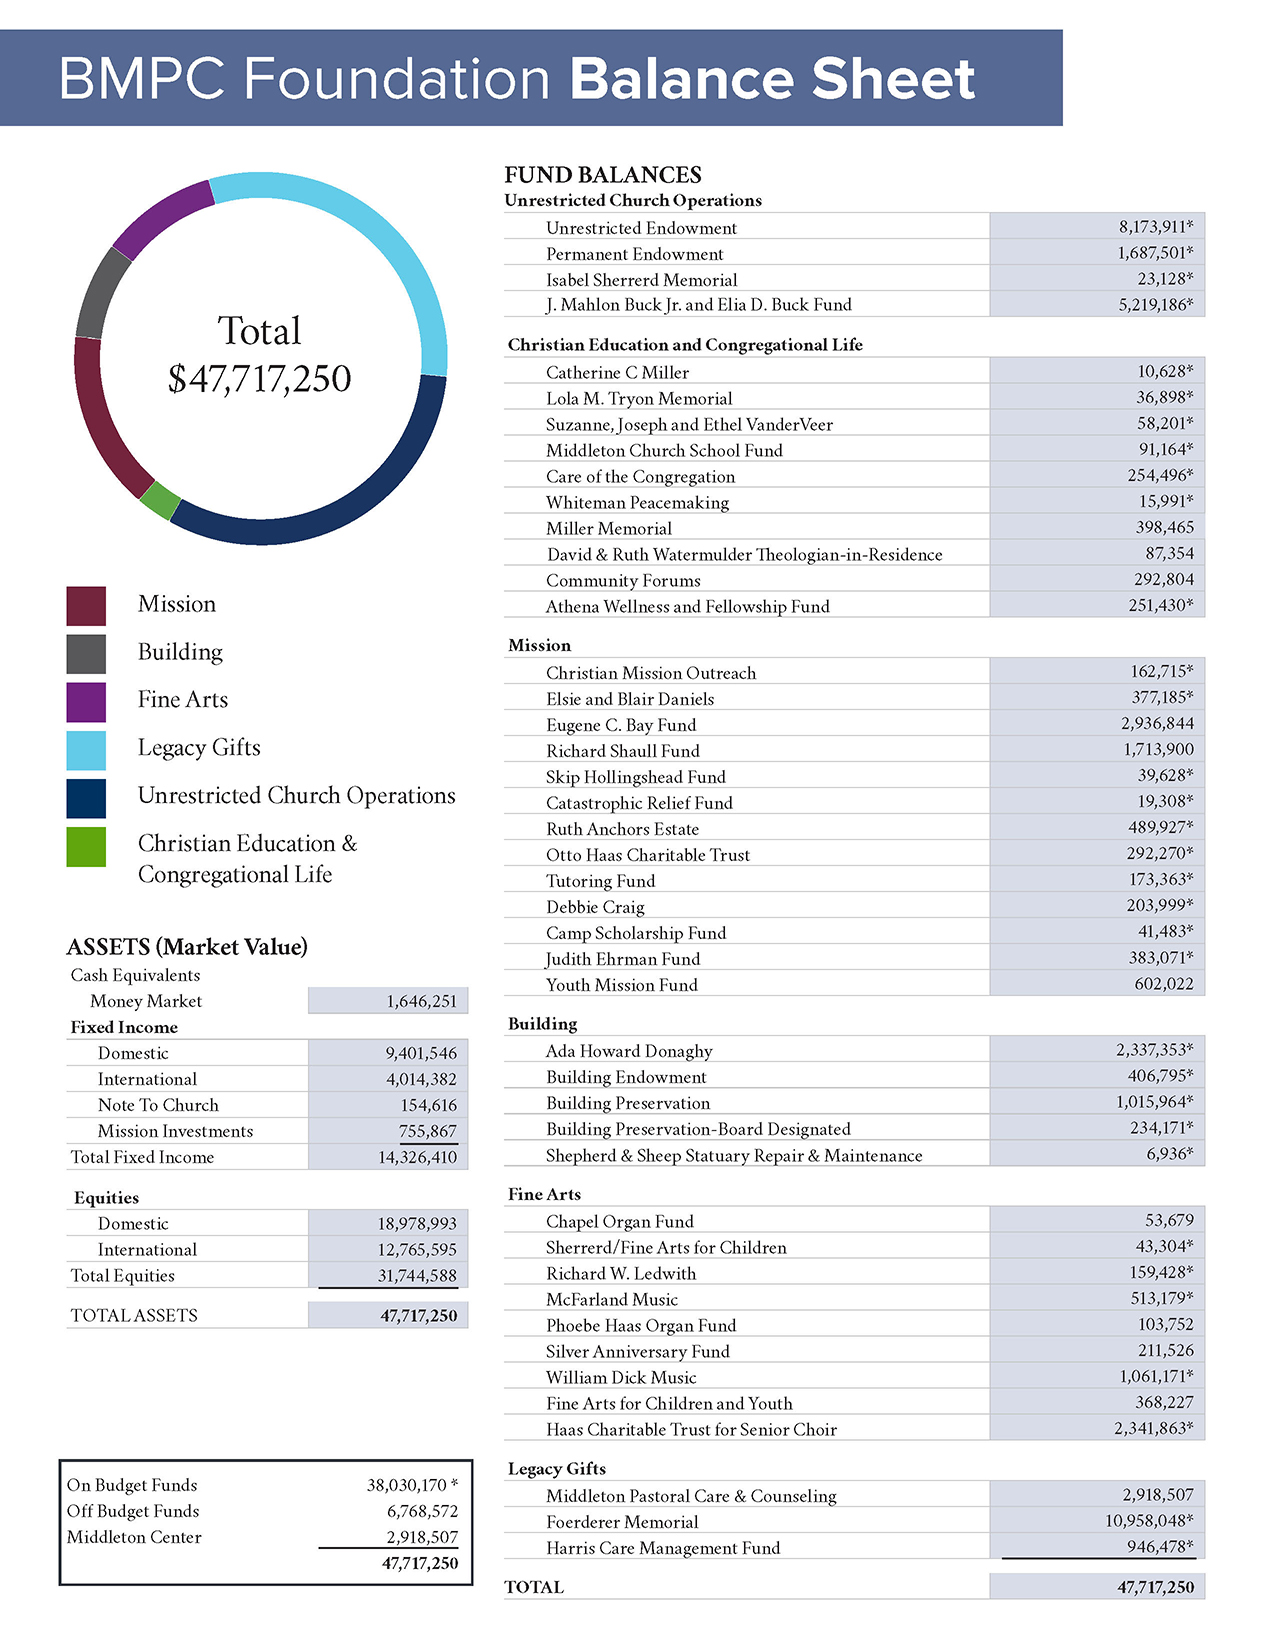 BMPC Foundation Balance Sheet
Total
$47,717,250
Mission
Building
Fine Arts
Legacy Gifts
Unrestricted Church Operations
Christian Education &
Congregational Life
ASSETS (Market Value)
Cash Equivalents
Money Market 1,646,251
Fixed Income
Domestic 9,401,546
International 4,014,382
Note To Church 154,616
Mission Investments 755,867
Total Fixed Income 14,326,410
Equities
Domestic 18,978,993
International 12,765,595
Total Equities 31,744,588
TOTAL ASSETS 47,717,250
On Budget Funds 38,030,170 *
Off Budget Funds 6,768,572
Middleton Center 2,918,507
47,717,250
FUND BALANCES
Unrestricted Church Operations
Unrestricted Endowment 8,173,911*
Permanent Endowment 1,687,501*
Isabel Sherrerd Memorial 23,128*
J. Mahlon Buck Jr. and Elia D. Buck Fund 5,219,186*
Christian Education and Congregational Life
Catherine C Miller 10,628*
Lola M. Tryon Memorial 36,898*
Suzanne, Joseph and Ethel VanderVeer 58,201*
Middleton Church School Fund 91,164*
Care of the Congregation 254,496*
Whiteman Peacemaking 15,991*
Miller Memorial 398,465
David & Ruth Watermulder Theologian-in-Residence 87,354
Community Forums 292,804
Athena Wellness and Fellowship Fund 251,430*
Mission
Christian Mission Outreach 162,715*
Elsie and Blair Daniels 377,185*
Eugene C. Bay Fund 2,936,844
Richard Shaull Fund 1,713,900
Skip Hollingshead Fund 39,628*
Catastrophic Relief Fund 19,308*
Ruth Anchors Estate 489,927*
Otto Haas Charitable Trust 292,270*
Tutoring Fund 173,363*
Debbie Craig 203,999*
Camp Scholarship Fund 41,483*
Judith Ehrman Fund 383,071*
Youth Mission Fund 602,022
Building
Ada Howard Donaghy 2,337,353*
Building Endowment 406,795*
Building Preservation 1,015,964*
Building Preservation-Board Designated 234,171*
Shepherd & Sheep Statuary Repair & Maintenance 6,936*
Fine Arts
Chapel Organ Fund 53,679
Sherrerd/Fine Arts for Children 43,304*
Richard W. Ledwith 159,428*
McFarland Music 513,179*
Phoebe Haas Organ Fund 103,752
Silver Anniversary Fund 211,526
William Dick Music 1,061,171*
Fine Arts for Children and Youth 368,227
Haas Charitable Trust for Senior Choir 2,341,863*
Legacy Gifts
Middleton Pastoral Care & Counseling 2,918,507
Foerderer Memorial 10,958,048*
Harris Care Management Fund 946,478*
TOTAL 47,717,250